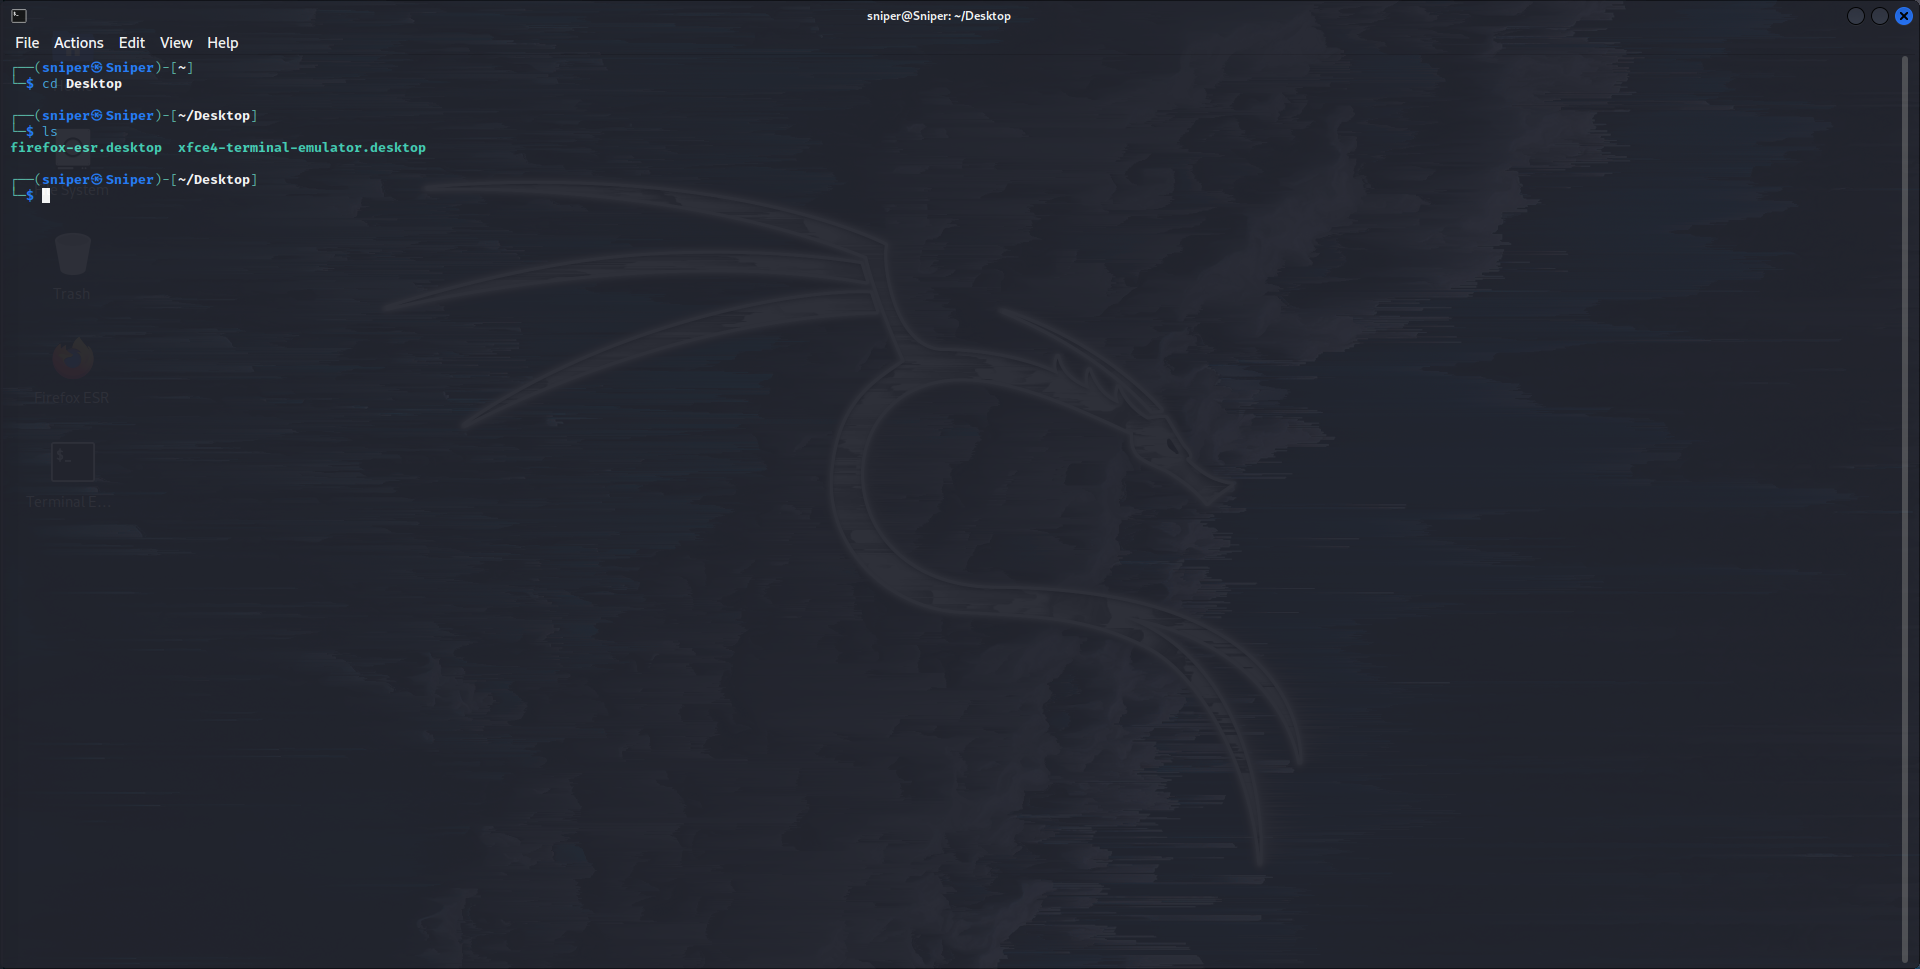 sniper@Sniper: ~/Desktop
File Actions Edit View Help
┌──(sniper㉿Sniper)-[~]
└─$ cd Desktop
┌──(sniper㉿Sniper)-[~/Desktop]
└─$ ls
firefox-esr.desktop  xfce4-terminal-emulator.desktop
┌──(sniper㉿Sniper)-[~/Desktop]
└─$
System
Trash
Firefox ESR
$_
Terminal E...